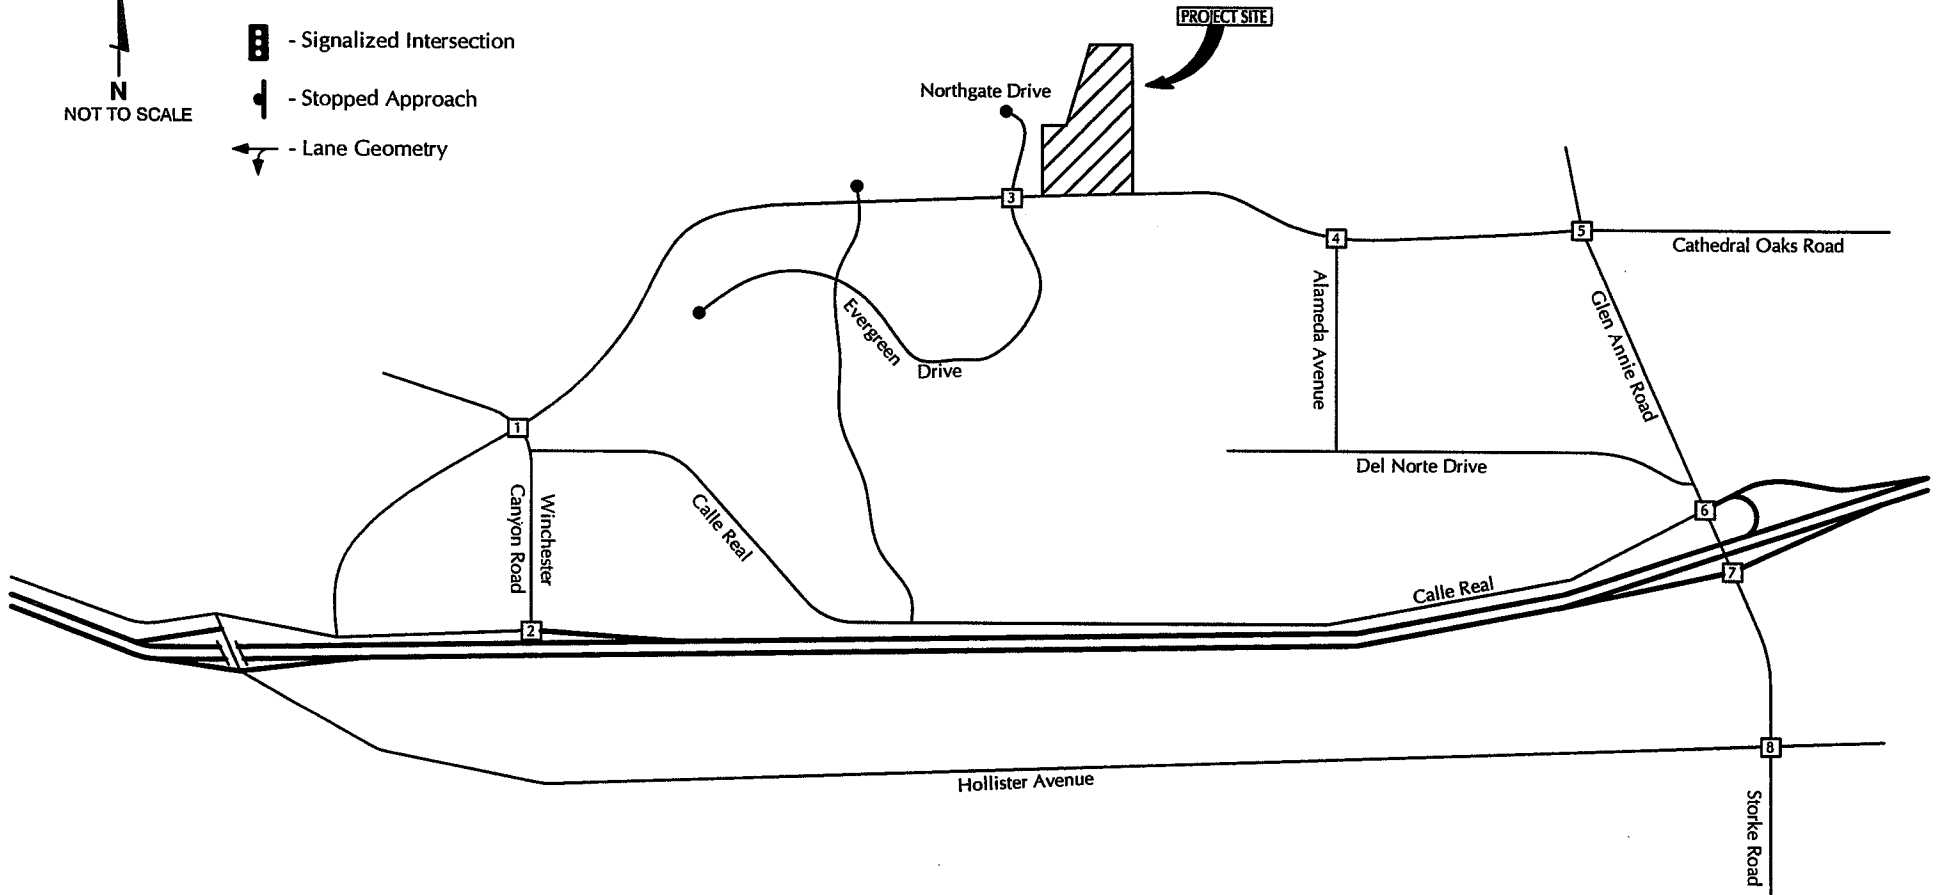 PROJECT SITE
- Signalized Intersection
N
NOT TO SCALE
- Stopped Approach
- Lane Geometry
Northgate Drive
3
4
5
Cathedral Oaks Road
Alameda Avenue
Glen Annie Road
Evergreen
Drive
1
Del Norte Drive
Winchester
Canyon Road
Calle Real
6
7
Calle Real
2
8
Hollister Avenue
Storke Road